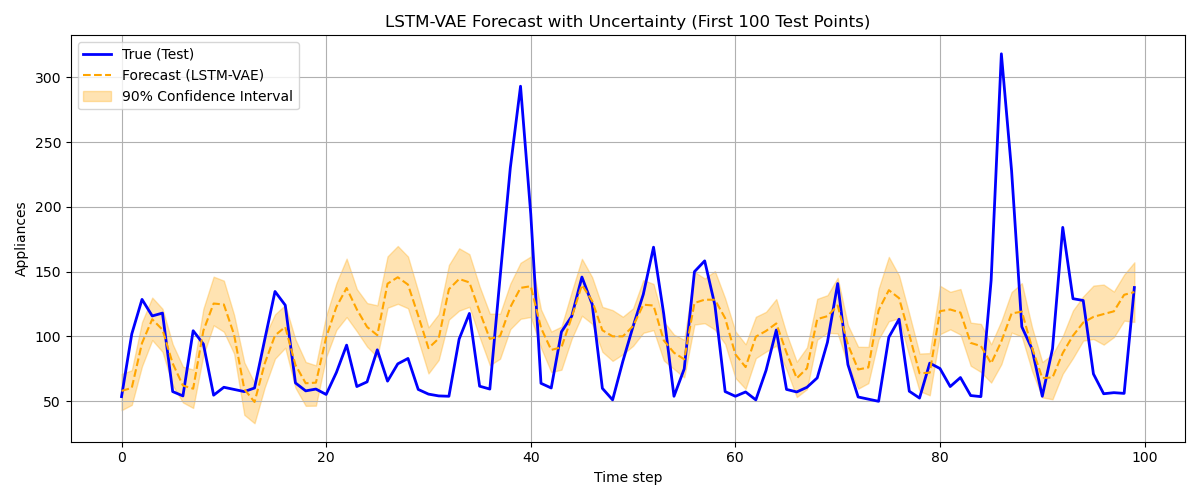 LSTM-VAE Forecast with Uncertainty (First 100 Test Points)
True (Test)
Forecast (LSTM-VAE)
90% Confidence Interval
Appliances
300
250
200
150
100
50
0 20 40 60 80 100
Time step